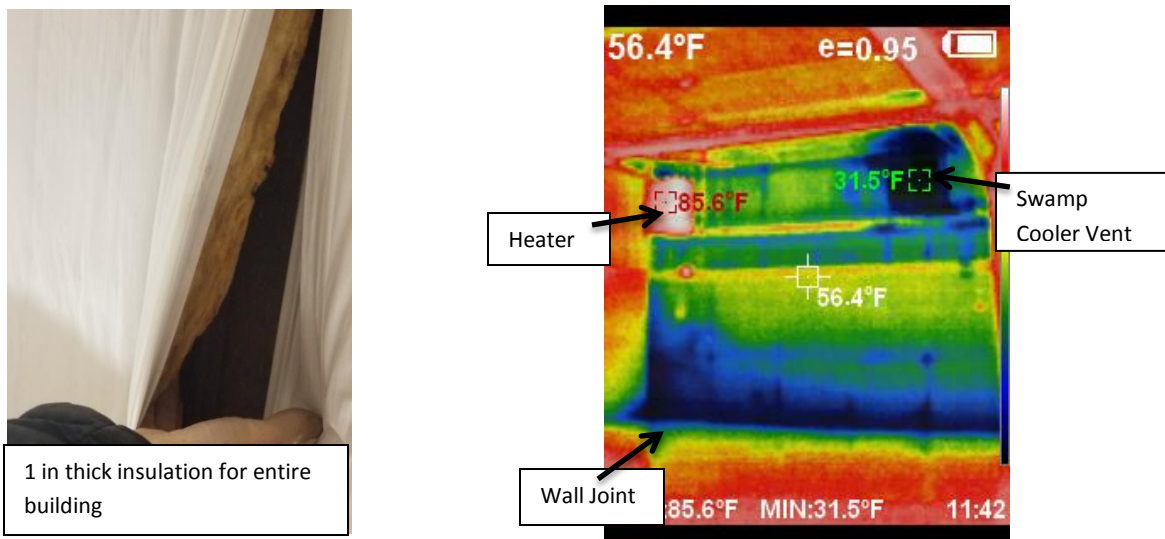 56.4°F e=0.95
31.5°F
85.6°F
Swamp
Cooler Vent
Heater
56.4°F
1 in thick insulation for entire
building
Wall Joint
:85.6°F MIN:31.5°F 11:42